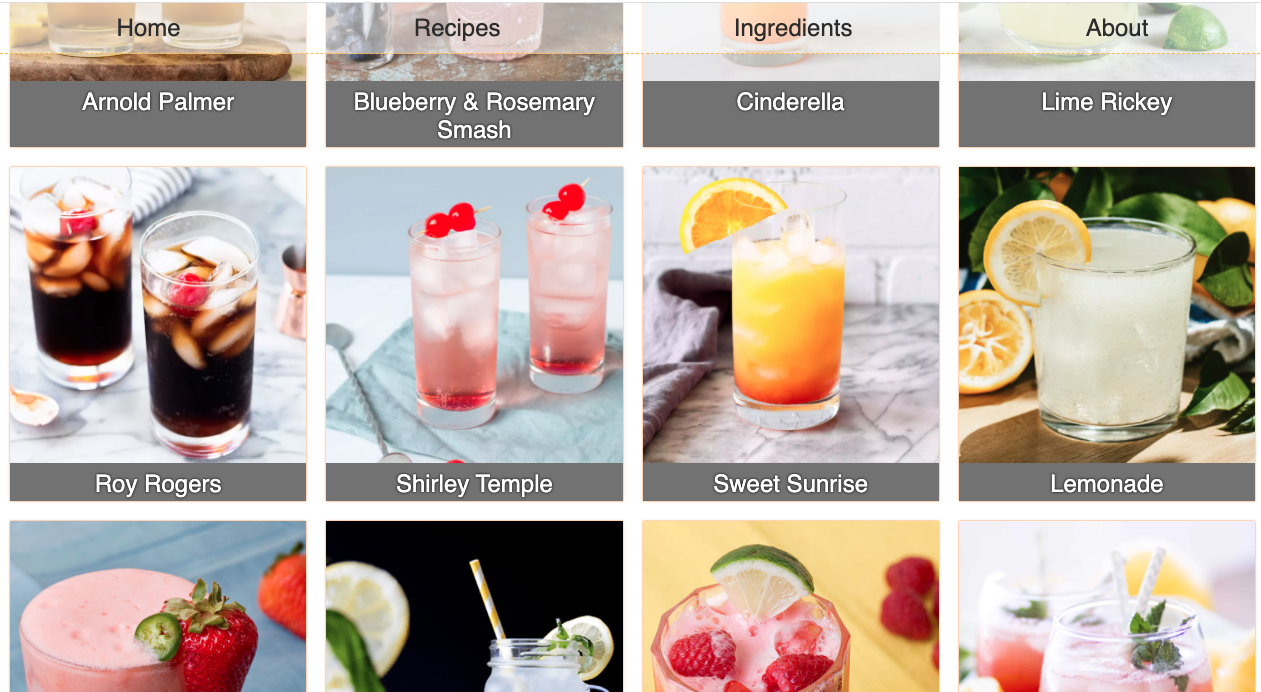 Home
Recipes
Ingredients
About
Arnold Palmer
Blueberry & Rosemary
Smash
Cinderella
Lime Rickey
Roy Rogers
Shirley Temple
Sweet Sunrise
Lemonade